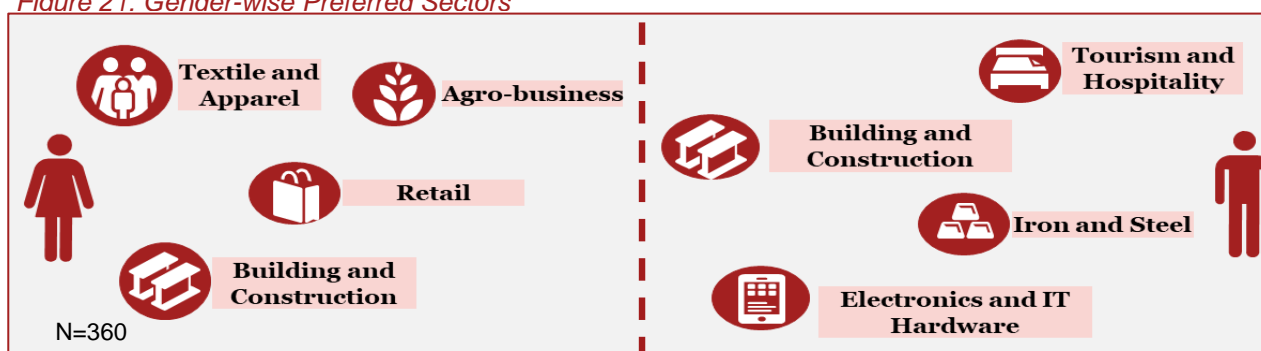 Figure 21: Gender-wise Preferred Sectors
Textile and
Apparel
Agro-business
Retail
Building and
Construction
N=360
Tourism and
Hospitality
Building and
Construction
Iron and Steel
Electronics and IT
Hardware